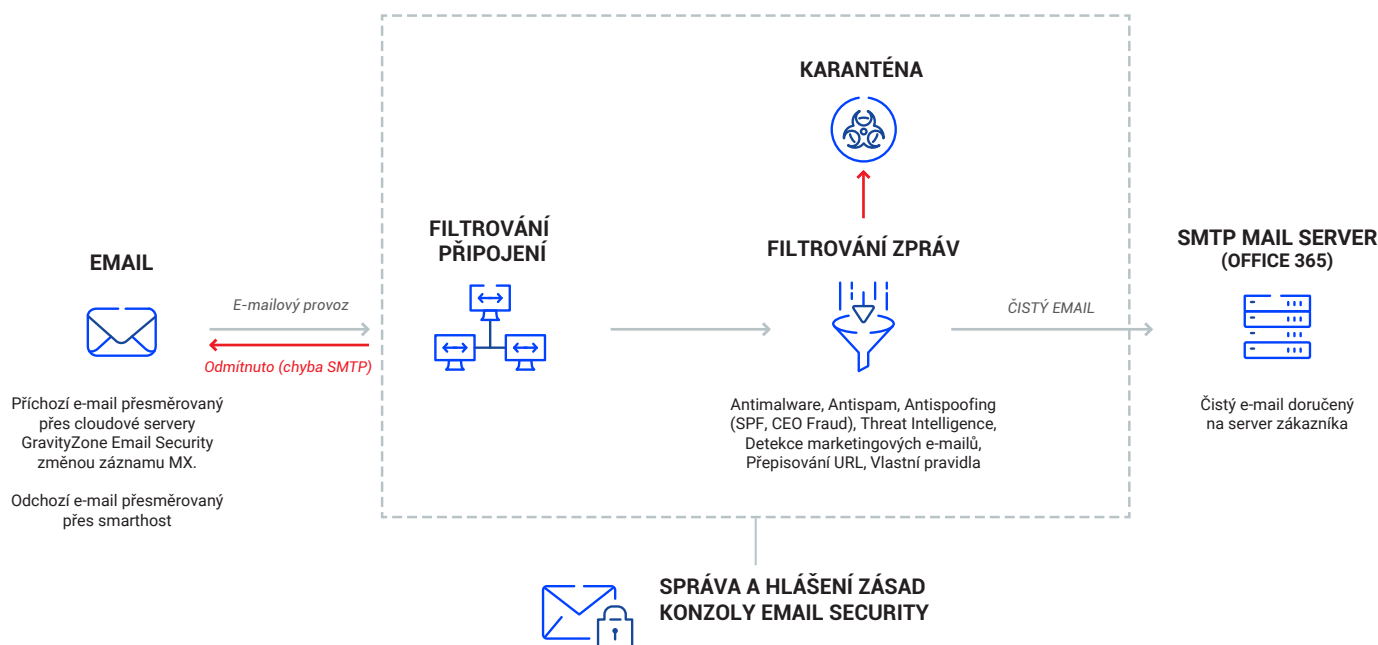 KARANTÉNA
FILTROVÁNÍ
PŘIPOJENÍ
FILTROVÁNÍ ZPRÁV
SMTP MAIL SERVER
(OFFICE 365)
EMAIL
E-mailový provoz
Odmítnuto (chyba SMTP)
ČISTÝ EMAIL
Příchozí e-mail přesměrovaný
přes cloudové servery
GravityZone Email Security
změnou záznamu MX.
Odchozí e-mail přesměrovaný
přes smarthost
Antimalware, Antispam, Antispoofing
(SPF, CEO Fraud), Threat Intelligence,
Detekce marketingových e-mailů,
Přepisování URL, Vlastní pravidla
Čistý e-mail doručený
na server zákazníka
SPRÁVA A HLÁŠENÍ ZÁSAD
KONZOLY EMAIL SECURITY